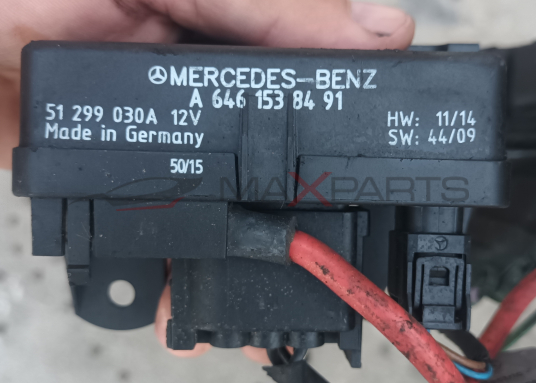 MERCEDES-BENZ
A 646 153 84 91
51 299 030A 12V
Made in Germany
HW: 11/14
SW: 44/09
50/15
MAXPARTS